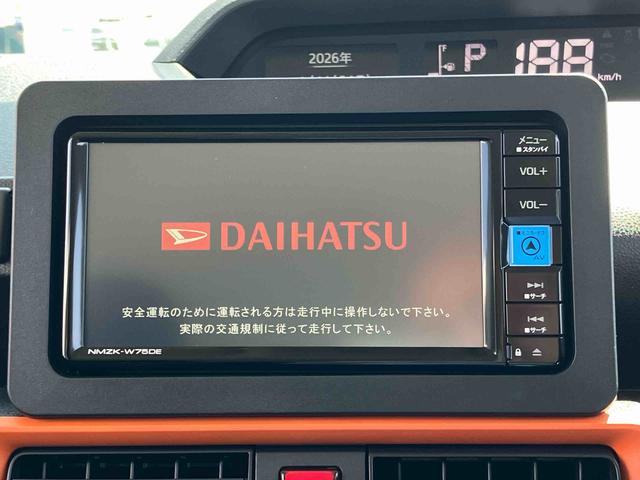 2026年
F
P
188
km/h
メニュー
■スタンバイ
VOL+
VOL−
AV
DAIHATSU
■サーチ
安全運転のために運転される方は走行中に操作しないで下さい。
実際の交通規制に従って走行して下さい。
■サーチ
NMZK-W75DE